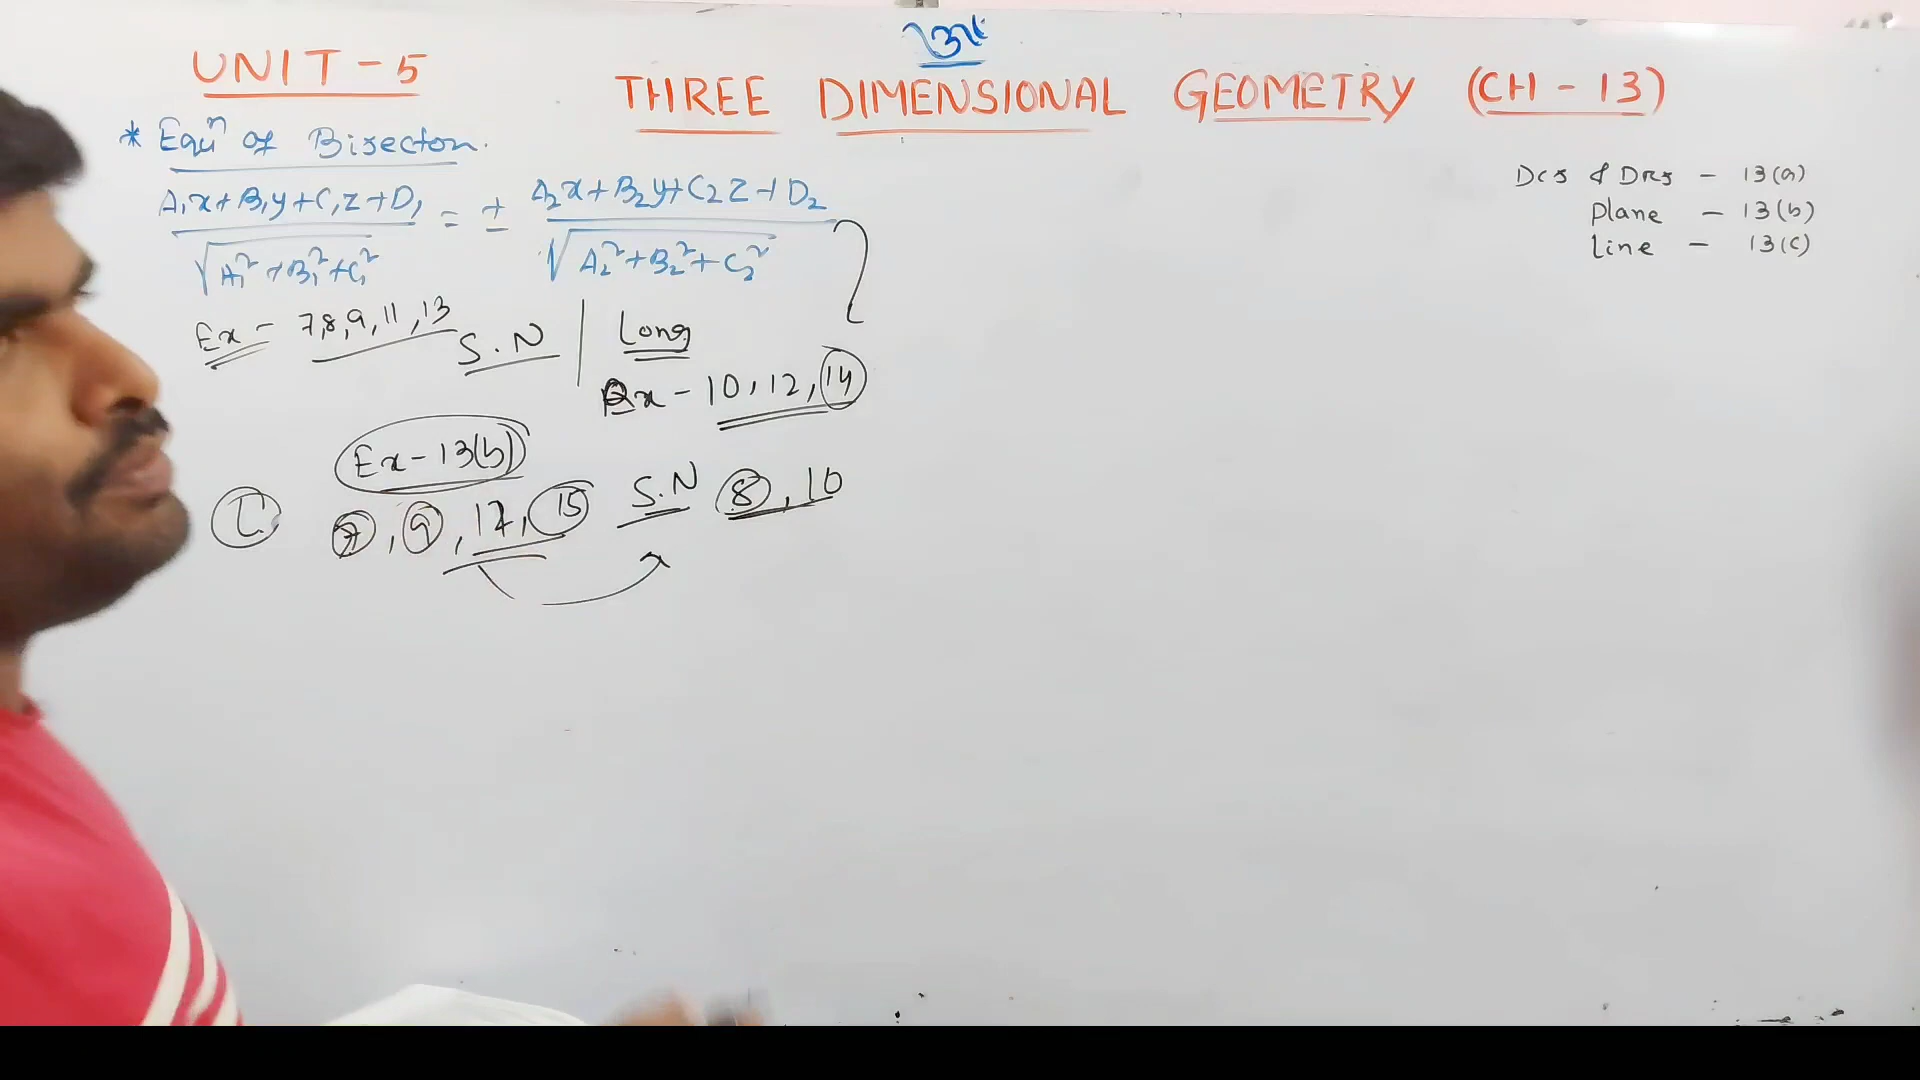 UNIT - 5
THREE DIMENSIONAL GEOMETRY (CH - 13)
* Equⁿ of Bisector.
A₁x+B₁y+C₁z+D₁ / √A₁²+B₁²+C₁² = ± A₂x+B₂y+C₂z+D₂ / √A₂²+B₂²+C₂²
Ex - 7,8,9,11,13 S.N | Long
Ex - 10, 12, 14
Ex - 13(b)
L 7, 9, 12, 15 S.N 8, 10
Dcs & DRs - 13(a)
Plane - 13(b)
Line - 13(c)